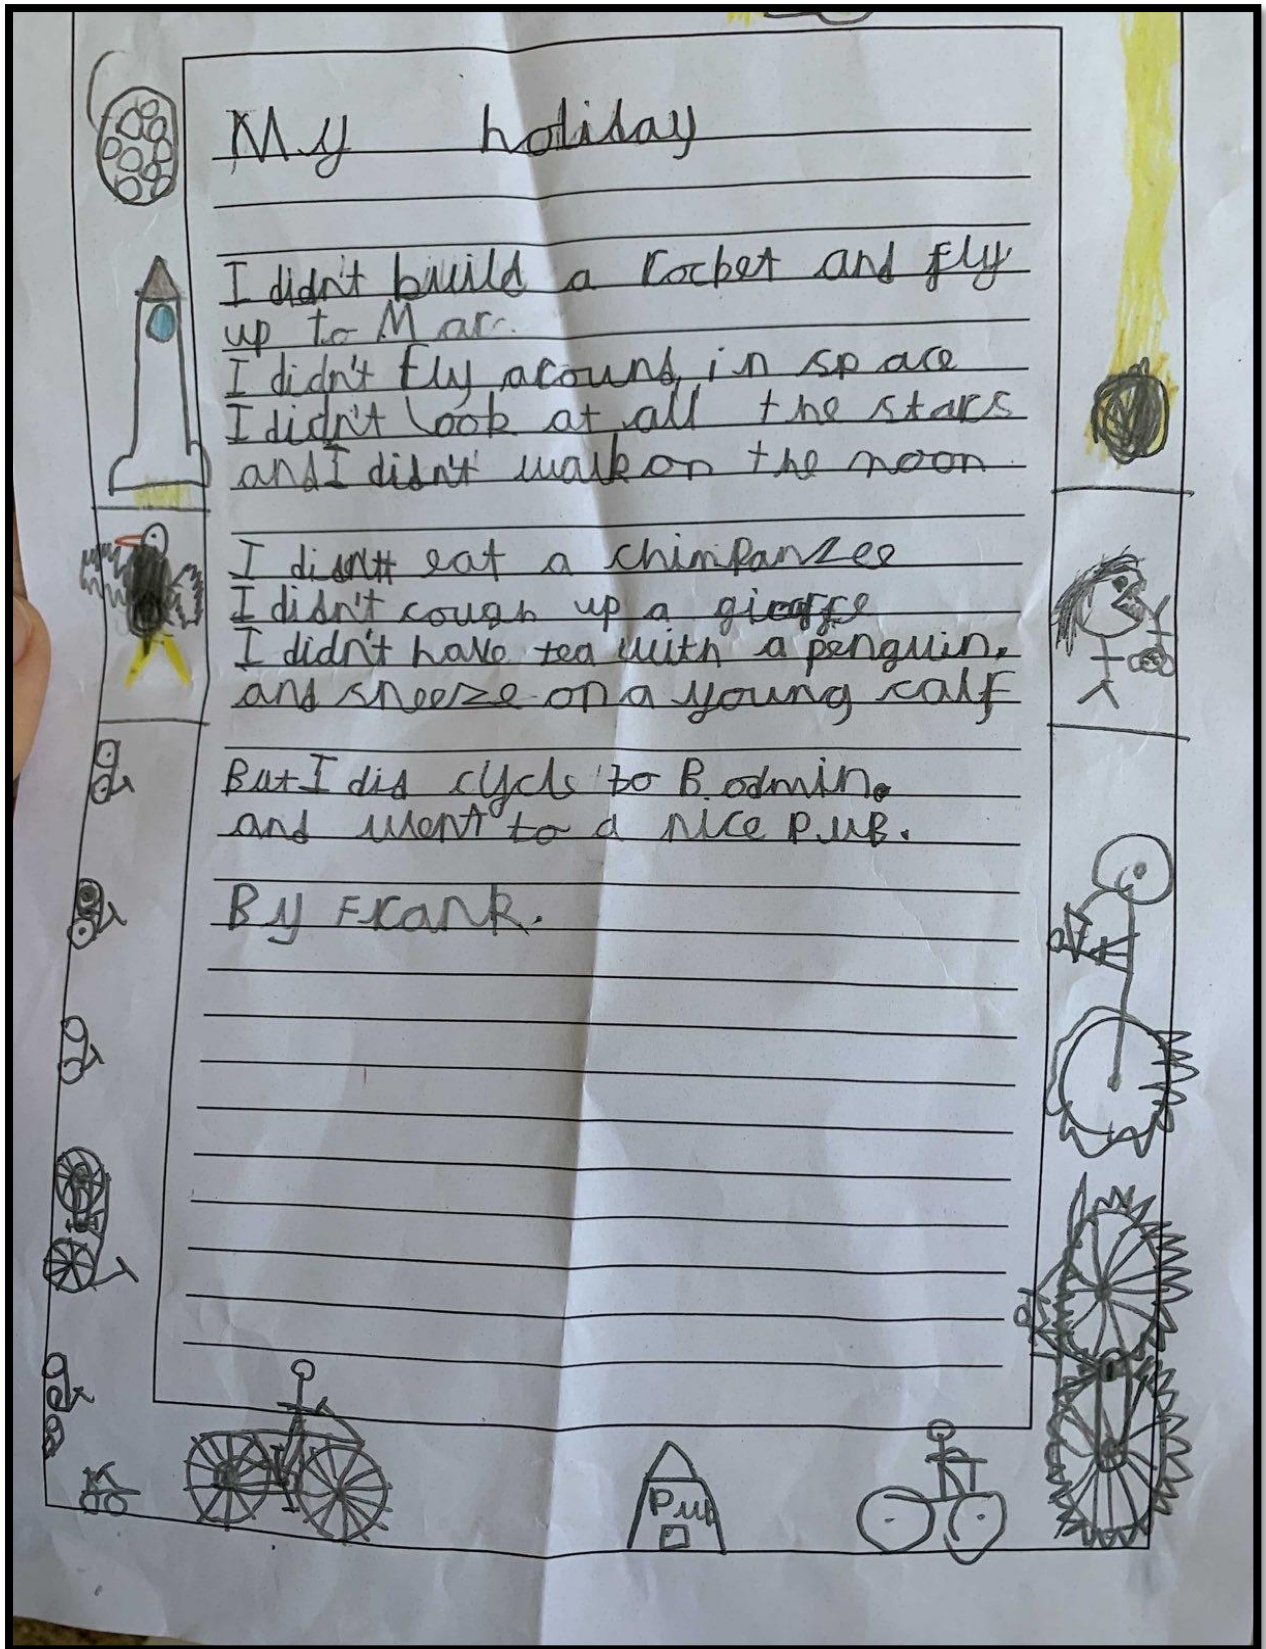 My holiday
I didn't build a rocket and fly
up to Mars.
I didn't fly around in space
I didn't look at all the stars
and I didn't walk on the moon
I didn't eat a chimpanzee
I didn't cough up a giraffe
I didn't have tea with a penguin.
and sneeze on a young calf
But I did cycle to Bodmin.
and went to a nice PUB.
By Frank.
Pub